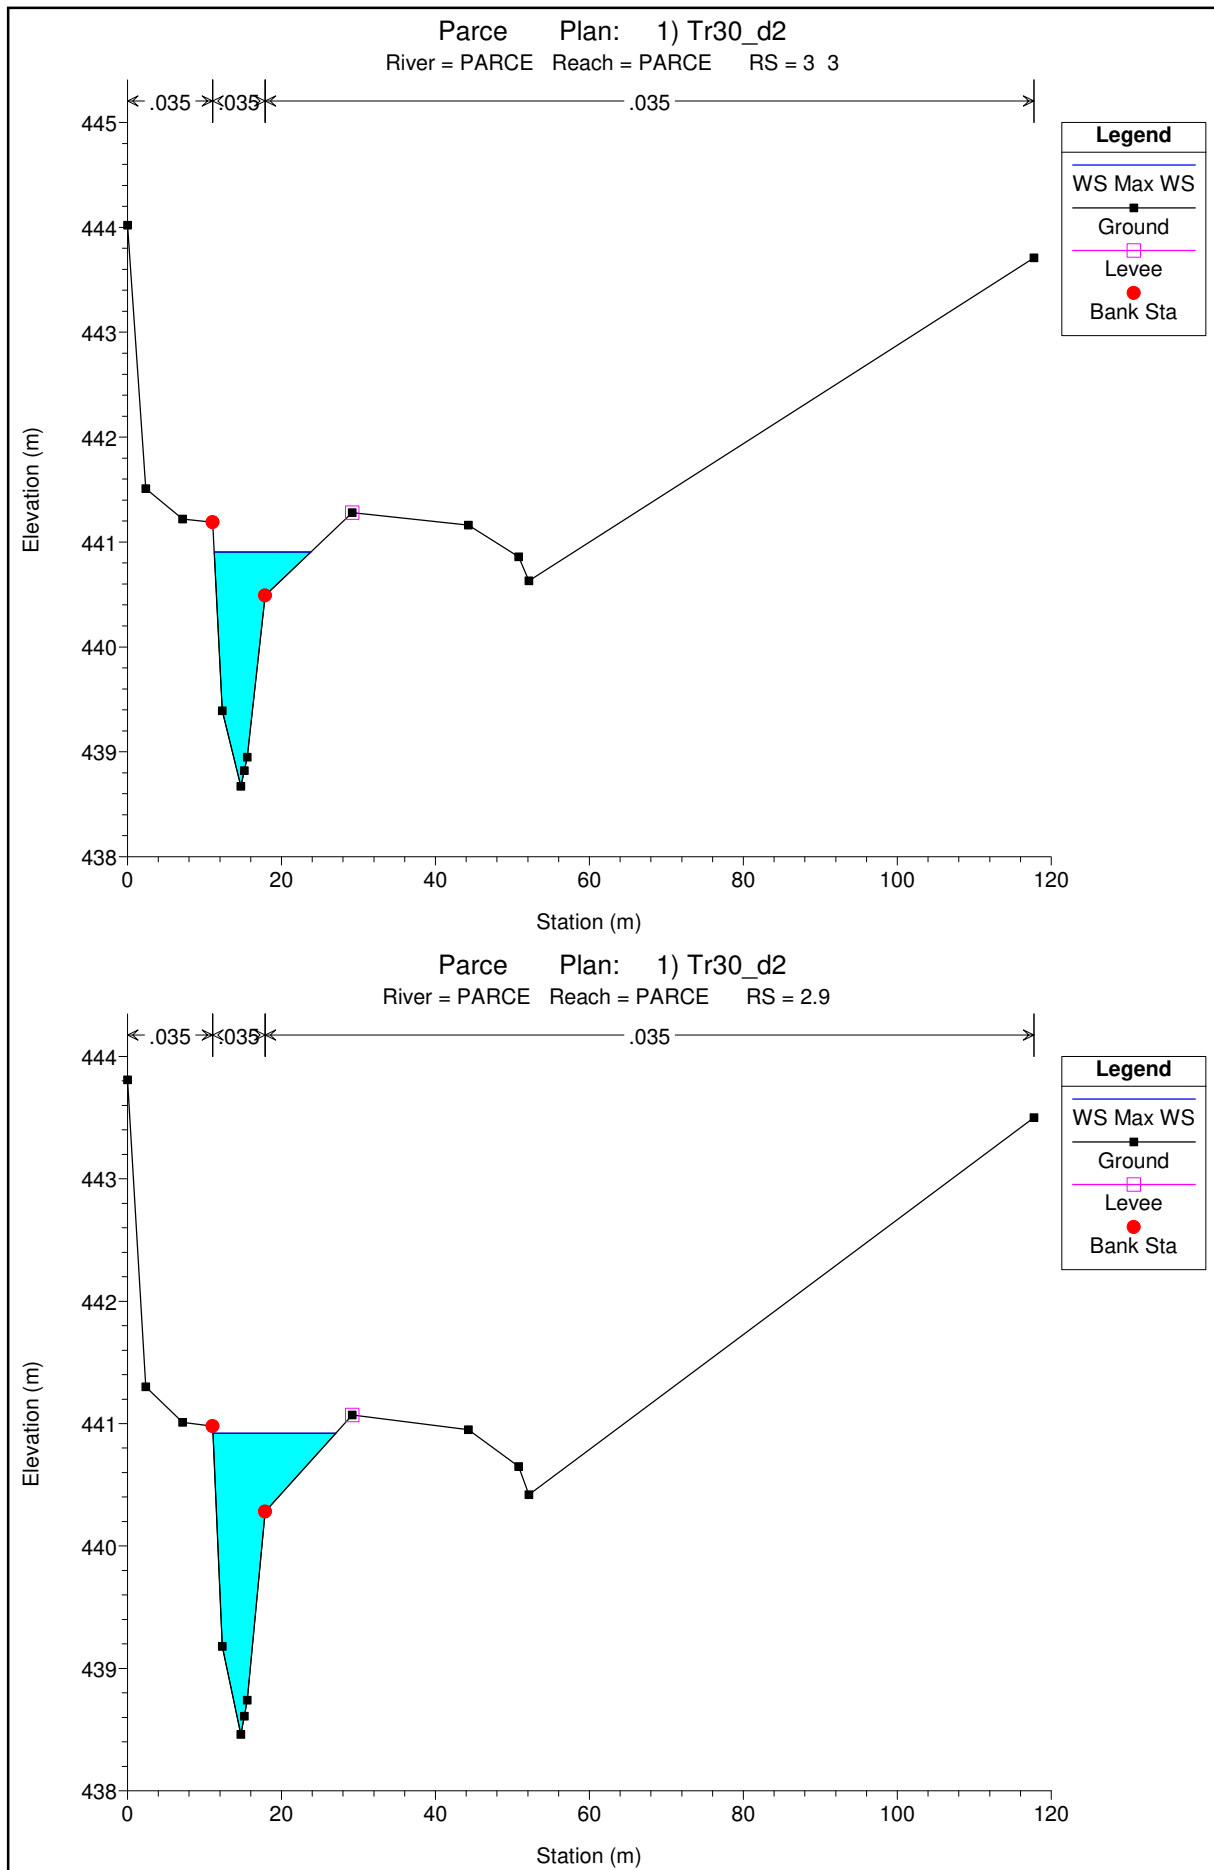 Parce Plan: 1) Tr30_d2
River = PARCE Reach = PARCE RS = 3 3
.035 .035 .035
445
444
443
442
441
440
439
438
Elevation (m)
0 20 40 60 80 100 120
Station (m)
Legend
WS Max WS
Ground
Levee
Bank Sta
Parce Plan: 1) Tr30_d2
River = PARCE Reach = PARCE RS = 2.9
.035 .035 .035
444
443
442
441
440
439
438
Elevation (m)
0 20 40 60 80 100 120
Station (m)
Legend
WS Max WS
Ground
Levee
Bank Sta